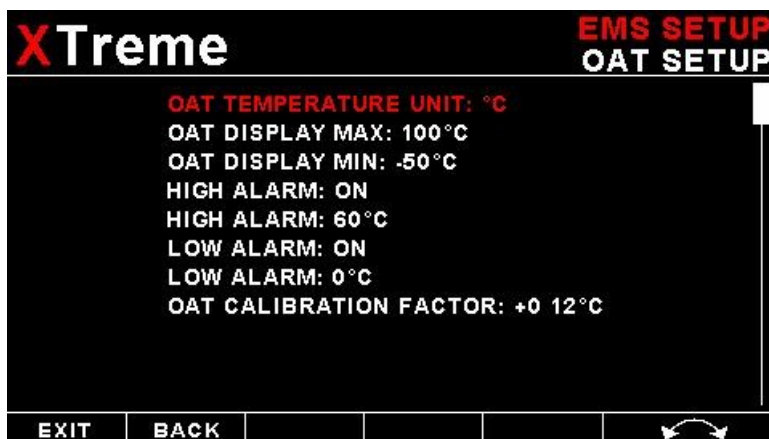 XTreme
EMS SETUP
OAT SETUP
OAT TEMPERATURE UNIT: °C
OAT DISPLAY MAX: 100°C
OAT DISPLAY MIN: -50°C
HIGH ALARM: ON
HIGH ALARM: 60°C
LOW ALARM: ON
LOW ALARM: 0°C
OAT CALIBRATION FACTOR: +0 12°C
EXIT BACK